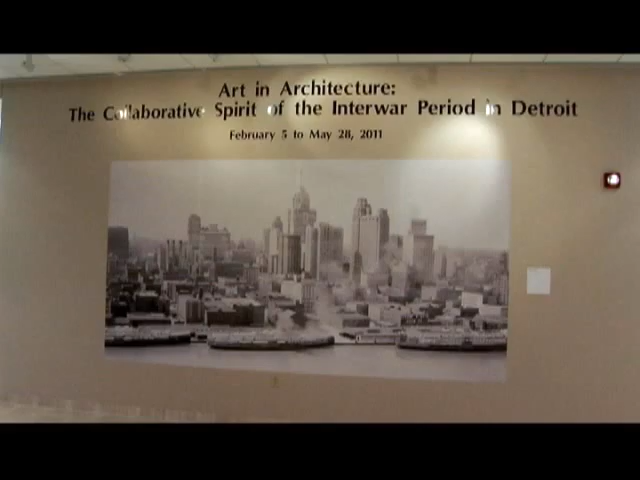 Art in Architecture:
The Collaborative Spirit of the Interwar Period in Detroit
February 5 to May 28, 2011